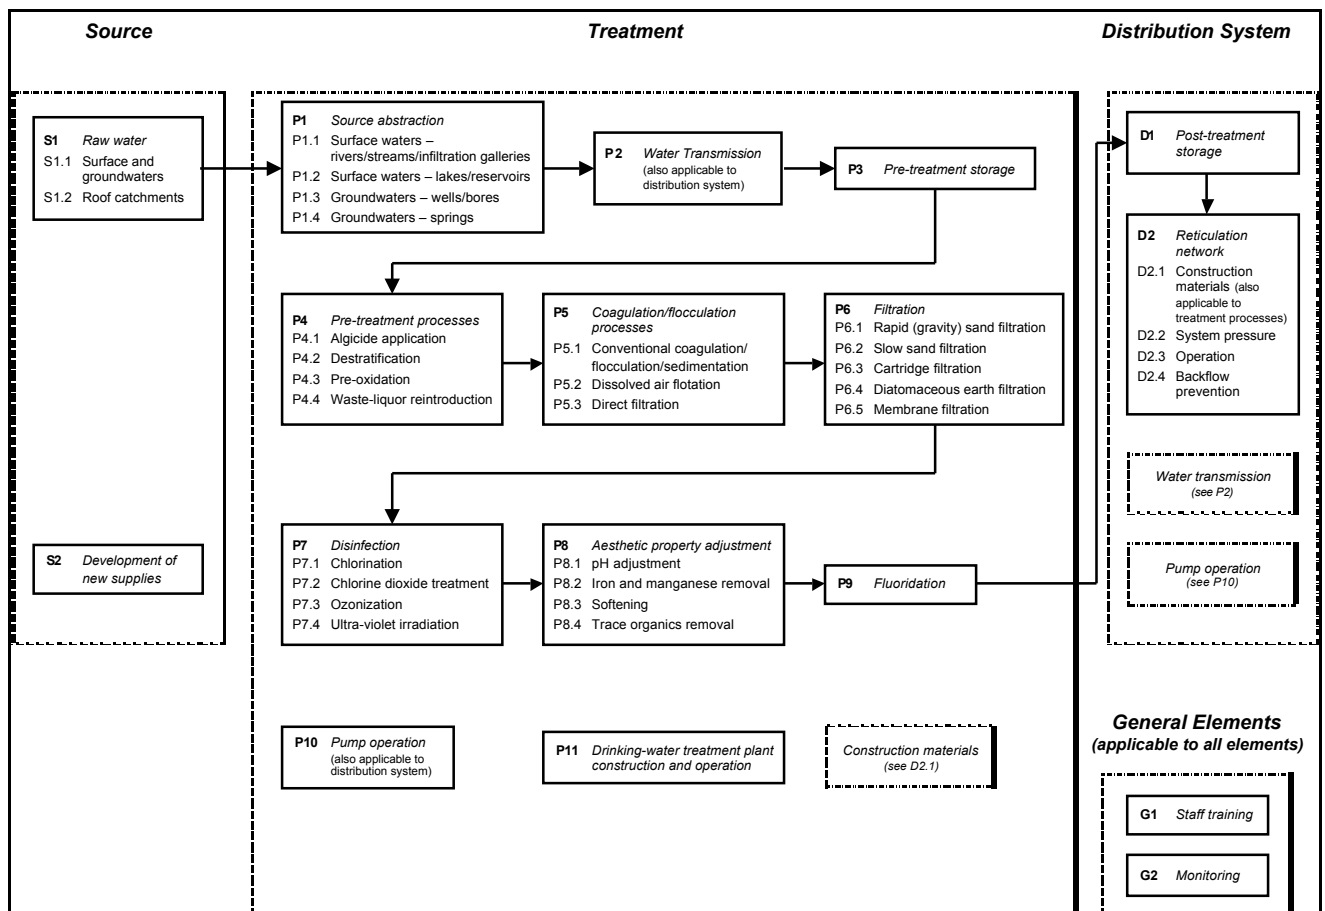 Source
Treatment
Distribution System
S1 Raw water
S1.1 Surface and
groundwaters
S1.2 Roof catchments
S2 Development of
new supplies
P1 Source abstraction
P1.1 Surface waters –
rivers/streams/infiltration galleries
P1.2 Surface waters – lakes/reservoirs
P1.3 Groundwaters – wells/bores
P1.4 Groundwaters – springs
P2 Water Transmission
(also applicable to
distribution system)
P3 Pre-treatment storage
P4 Pre-treatment processes
P4.1 Algicide application
P4.2 Destratification
P4.3 Pre-oxidation
P4.4 Waste-liquor reintroduction
P5 Coagulation/flocculation
processes
P5.1 Conventional coagulation/
flocculation/sedimentation
P5.2 Dissolved air flotation
P5.3 Direct filtration
P6 Filtration
P6.1 Rapid (gravity) sand filtration
P6.2 Slow sand filtration
P6.3 Cartridge filtration
P6.4 Diatomaceous earth filtration
P6.5 Membrane filtration
P7 Disinfection
P7.1 Chlorination
P7.2 Chlorine dioxide treatment
P7.3 Ozonization
P7.4 Ultra-violet irradiation
P8 Aesthetic property adjustment
P8.1 pH adjustment
P8.2 Iron and manganese removal
P8.3 Softening
P8.4 Trace organics removal
P9 Fluoridation
P10 Pump operation
(also applicable to
distribution system)
P11 Drinking-water treatment plant
construction and operation
Construction materials
(see D2.1)
D1 Post-treatment
storage
D2 Reticulation
network
D2.1 Construction
materials (also
applicable to
treatment processes)
D2.2 System pressure
D2.3 Operation
D2.4 Backflow
prevention
Water transmission
(see P2)
Pump operation
(see P10)
General Elements
(applicable to all elements)
G1 Staff training
G2 Monitoring